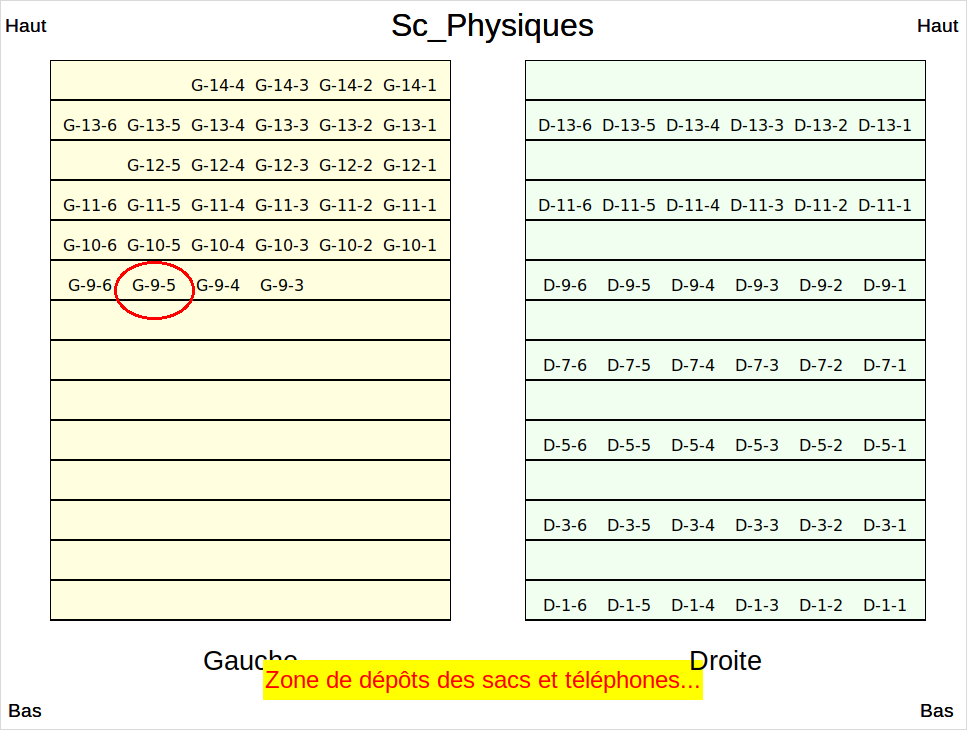 Sc_Physiques
Haut Haut
G-14-4 G-14-3 G-14-2 G-14-1
G-13-6 G-13-5 G-13-4 G-13-3 G-13-2 G-13-1 D-13-6 D-13-5 D-13-4 D-13-3 D-13-2 D-13-1
G-12-5 G-12-4 G-12-3 G-12-2 G-12-1
G-11-6 G-11-5 G-11-4 G-11-3 G-11-2 G-11-1 D-11-6 D-11-5 D-11-4 D-11-3 D-11-2 D-11-1
G-10-6 G-10-5 G-10-4 G-10-3 G-10-2 G-10-1
G-9-6 G-9-5 G-9-4 G-9-3 D-9-6 D-9-5 D-9-4 D-9-3 D-9-2 D-9-1
D-7-6 D-7-5 D-7-4 D-7-3 D-7-2 D-7-1
D-5-6 D-5-5 D-5-4 D-5-3 D-5-2 D-5-1
D-3-6 D-3-5 D-3-4 D-3-3 D-3-2 D-3-1
D-1-6 D-1-5 D-1-4 D-1-3 D-1-2 D-1-1
Gauche Droite
Zone de dépôts des sacs et téléphones...
Bas Bas